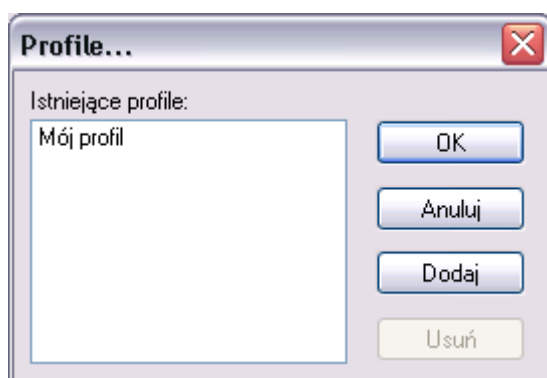 Profile...
Istniejące profile:
Mój profil
OK
Anuluj
Dodaj
Usuń